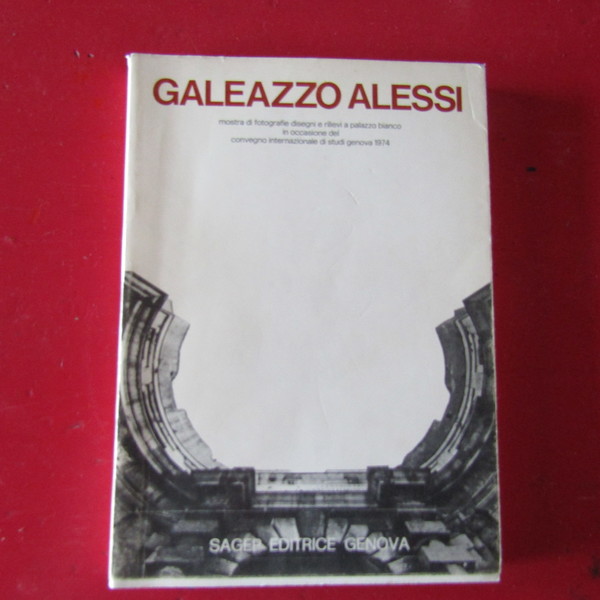 GALEAZZO ALESSI
mostra di fotografie disegni e rilievi a palazzo bianco
in occasione del
convegno internazionale di studi genova 1974
SAGEP EDITRICE GENOVA